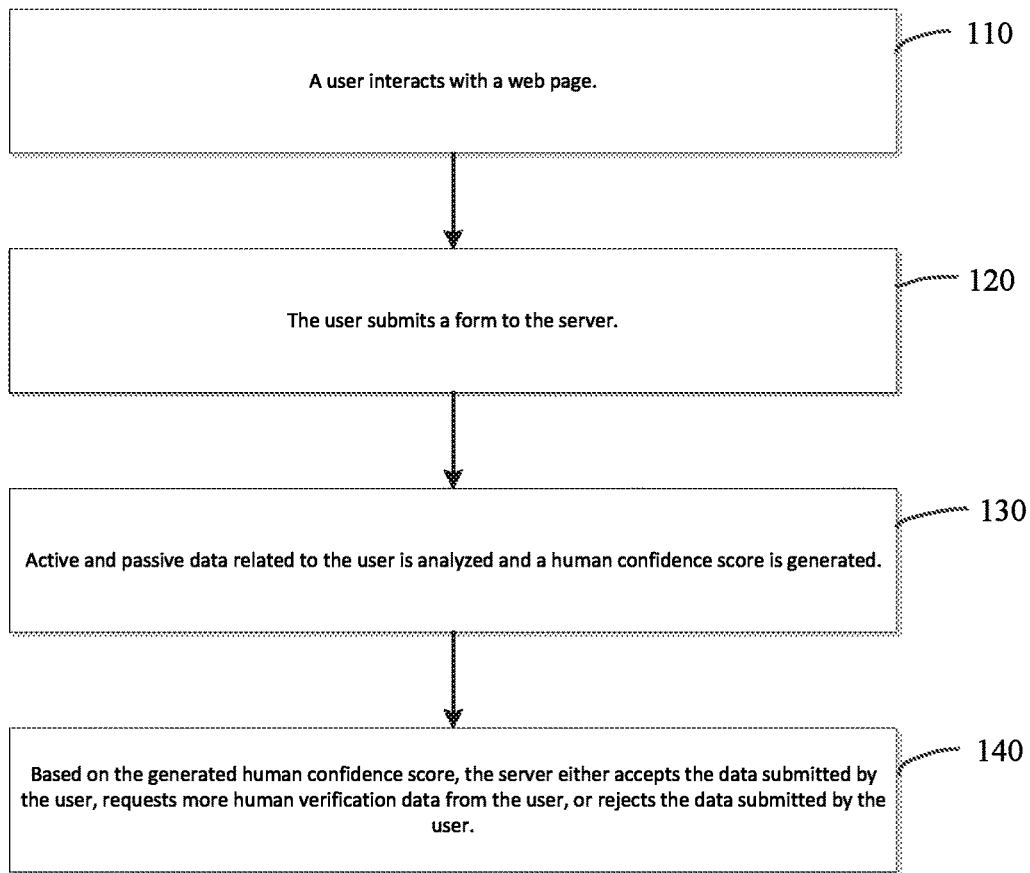 110
A user interacts with a web page.
120
The user submits a form to the server.
130
Active and passive data related to the user is analyzed and a human confidence score is generated.
140
Based on the generated human confidence score, the server either accepts the data submitted by
the user, requests more human verification data from the user, or rejects the data submitted by the
user.